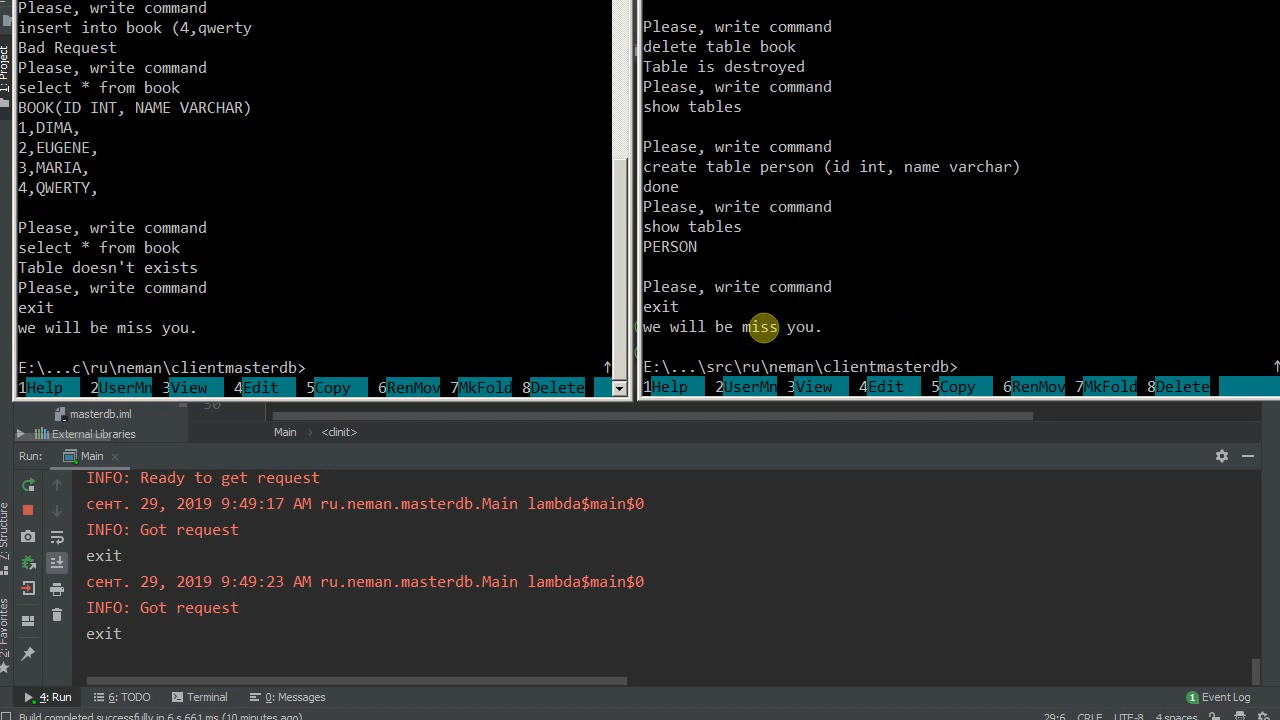 Please, write command
insert into book (4,qwerty
Bad Request
Please, write command
select * from book
BOOK(ID INT, NAME VARCHAR)
1,DIMA,
2,EUGENE,
3,MARIA,
4,QWERTY,
Please, write command
select * from book
Table doesn't exists
Please, write command
exit
we will be miss you.
E:\...c\ru\neman\clientmasterdb>
1Help 2UserMn 3View 4Edit 5Copy 6RenMov 7MkFold 8Delete
Please, write command
delete table book
Table is destroyed
Please, write command
show tables
Please, write command
create table person (id int, name varchar)
done
Please, write command
show tables
PERSON
Please, write command
exit
we will be miss you.
E:\...\src\ru\neman\clientmasterdb>
1Help 2UserMn 3View 4Edit 5Copy 6RenMov 7MkFold 8Delete
1: Project
masterdb.iml
External Libraries
Main <clinit>
Run: Main
INFO: Ready to get request
сент. 29, 2019 9:49:17 AM ru.neman.masterdb.Main lambda$main$0
INFO: Got request
exit
сент. 29, 2019 9:49:23 AM ru.neman.masterdb.Main lambda$main$0
INFO: Got request
exit
7: Structure
2: Favorites
4: Run 6: TODO Terminal 0: Messages 1 Event Log
Build completed successfully in 6 s 661 ms (10 minutes ago) 29:6 CRLF UTF-8 4 spaces